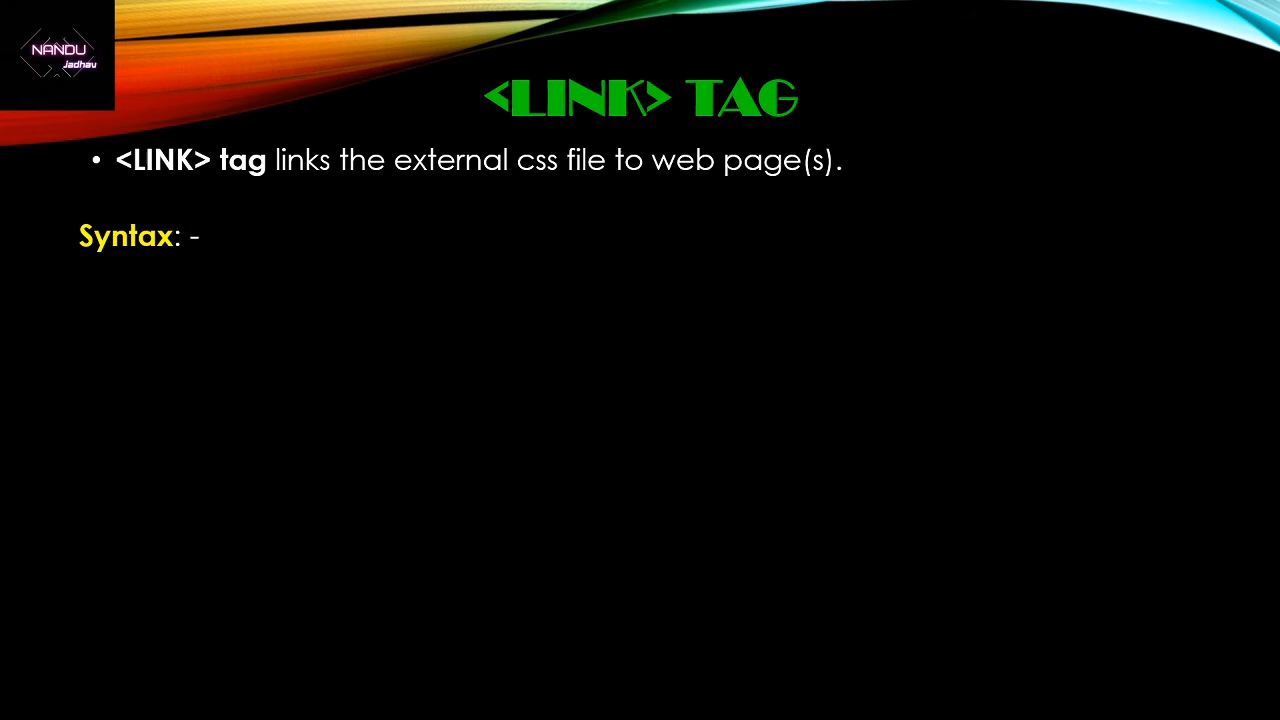 NANDU
Jadhav
<LINK> TAG
• <LINK> tag links the external css file to web page(s).
Syntax: -